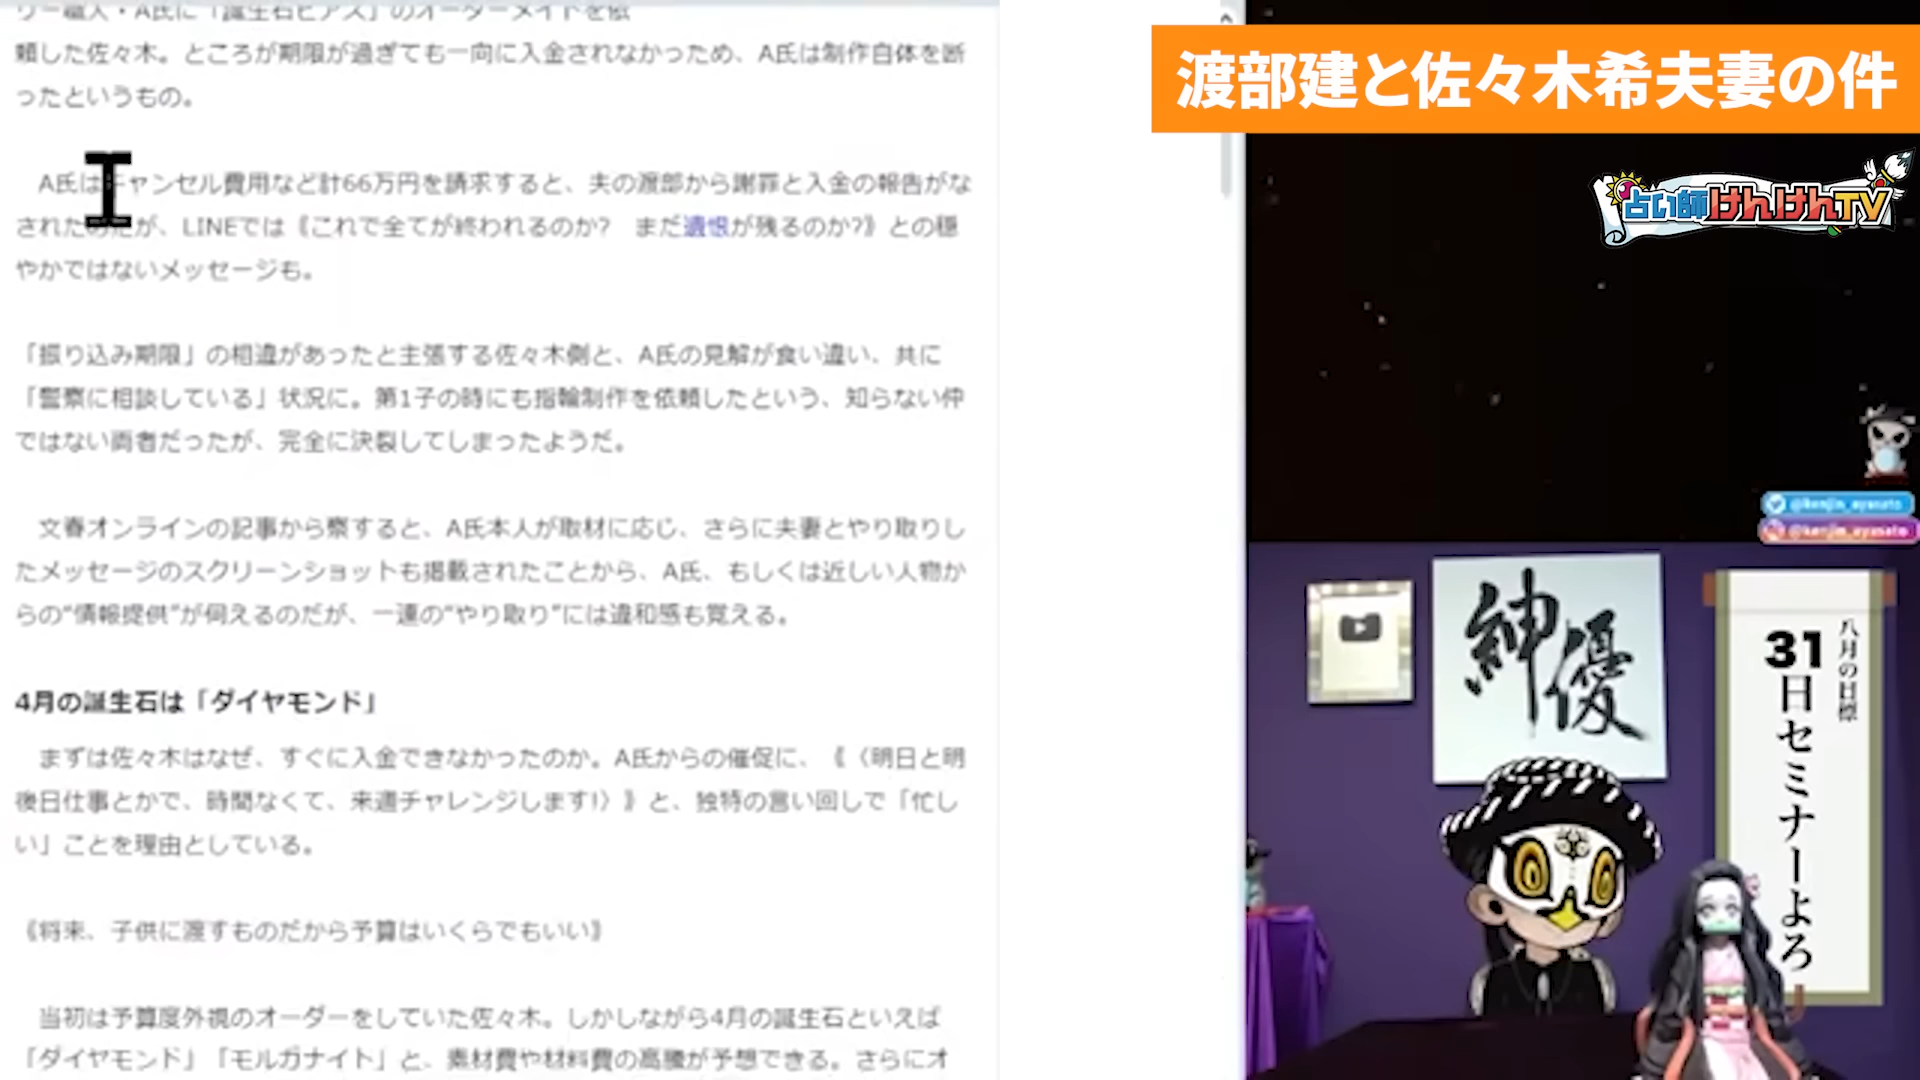 リー職人・A氏に「誕生石ピアス」のオーダーメイドを依
頼した佐々木。ところが期限が過ぎても一向に入金されなかったため、A氏は制作自体を断
ったというもの。
A氏はキャンセル費用など計66万円を請求すると、夫の渡部から謝罪と入金の報告がな
されたのだが、LINEでは《これで全てが終われるのか?　まだ遺恨が残るのか?》との穏
やかではないメッセージも。
「振り込み期限」の相違があったと主張する佐々木側と、A氏の見解が食い違い、共に
「警察に相談している」状況に。第1子の時にも指輪制作を依頼したという、知らない仲
ではない両者だったが、完全に決裂してしまったようだ。
文春オンラインの記事から察すると、A氏本人が取材に応じ、さらに夫妻とやり取りし
たメッセージのスクリーンショットも掲載されたことから、A氏、もしくは近しい人物か
らの“情報提供”が伺えるのだが、一連の“やり取り”には違和感も覚える。
4月の誕生石は「ダイヤモンド」
まずは佐々木はなぜ、すぐに入金できなかったのか。A氏からの催促に、《〈明日と明
後日仕事とかで、時間なくて、来週チャレンジします!〉》と、独特の言い回しで「忙し
い」ことを理由としている。
《将来、子供に渡すものだから予算はいくらでもいい》
当初は予算度外視のオーダーをしていた佐々木。しかしながら4月の誕生石といえば
「ダイヤモンド」「モルガナイト」と、素材費や材料費の高騰が予想できる。さらにオ
渡部建と佐々木希夫妻の件
占い師けんけんTV
@kenjin_ayasato
@kenjin_ayasato
紳優
八月の目標
31日セミナーよろ